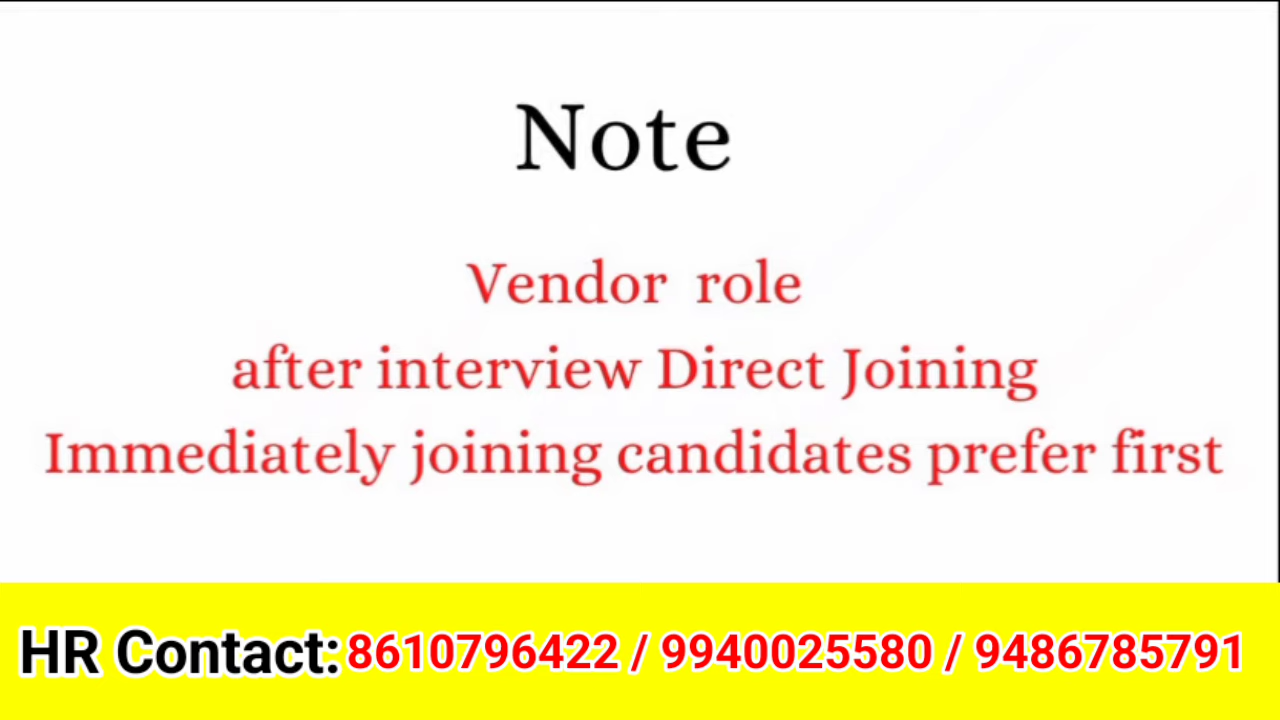 Note
Vendor role
after interview Direct Joining
Immediately joining candidates prefer first
HR Contact: 8610796422 / 9940025580 / 9486785791